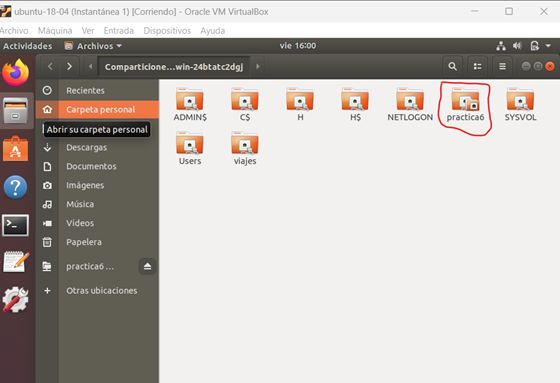 ubuntu-18-04 (Instantánea 1) [Corriendo] - Oracle VM VirtualBox
Archivo Máquina Ver Entrada Dispositivos Ayuda
Actividades Archivos vie 16:00
Comparticione...win-24btatc2dgj
Recientes
Carpeta personal
Abrir su carpeta personal
Descargas
Documentos
Imágenes
Música
Vídeos
Papelera
practica6 ...
Otras ubicaciones
ADMIN$ C$ H H$ NETLOGON practica6 SYSVOL
Users viajes